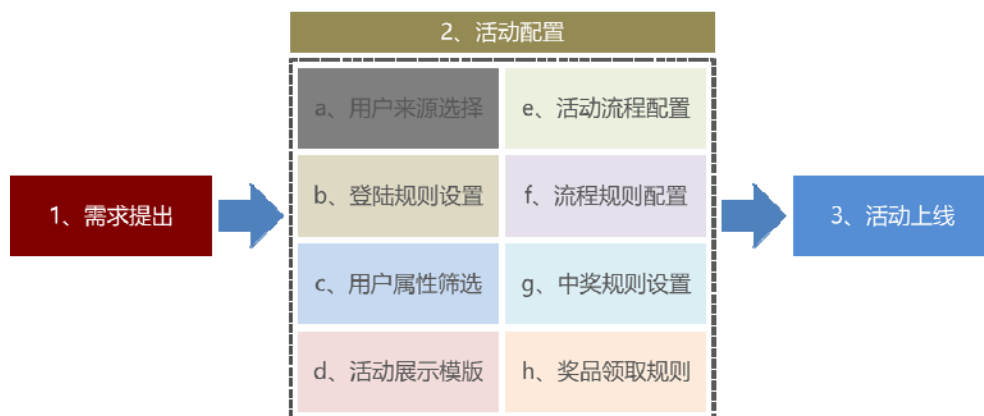 2、活动配置
a、用户来源选择
e、活动流程配置
b、登陆规则设置
f、流程规则配置
1、需求提出
3、活动上线
c、用户属性筛选
g、中奖规则设置
d、活动展示模版
h、奖品领取规则